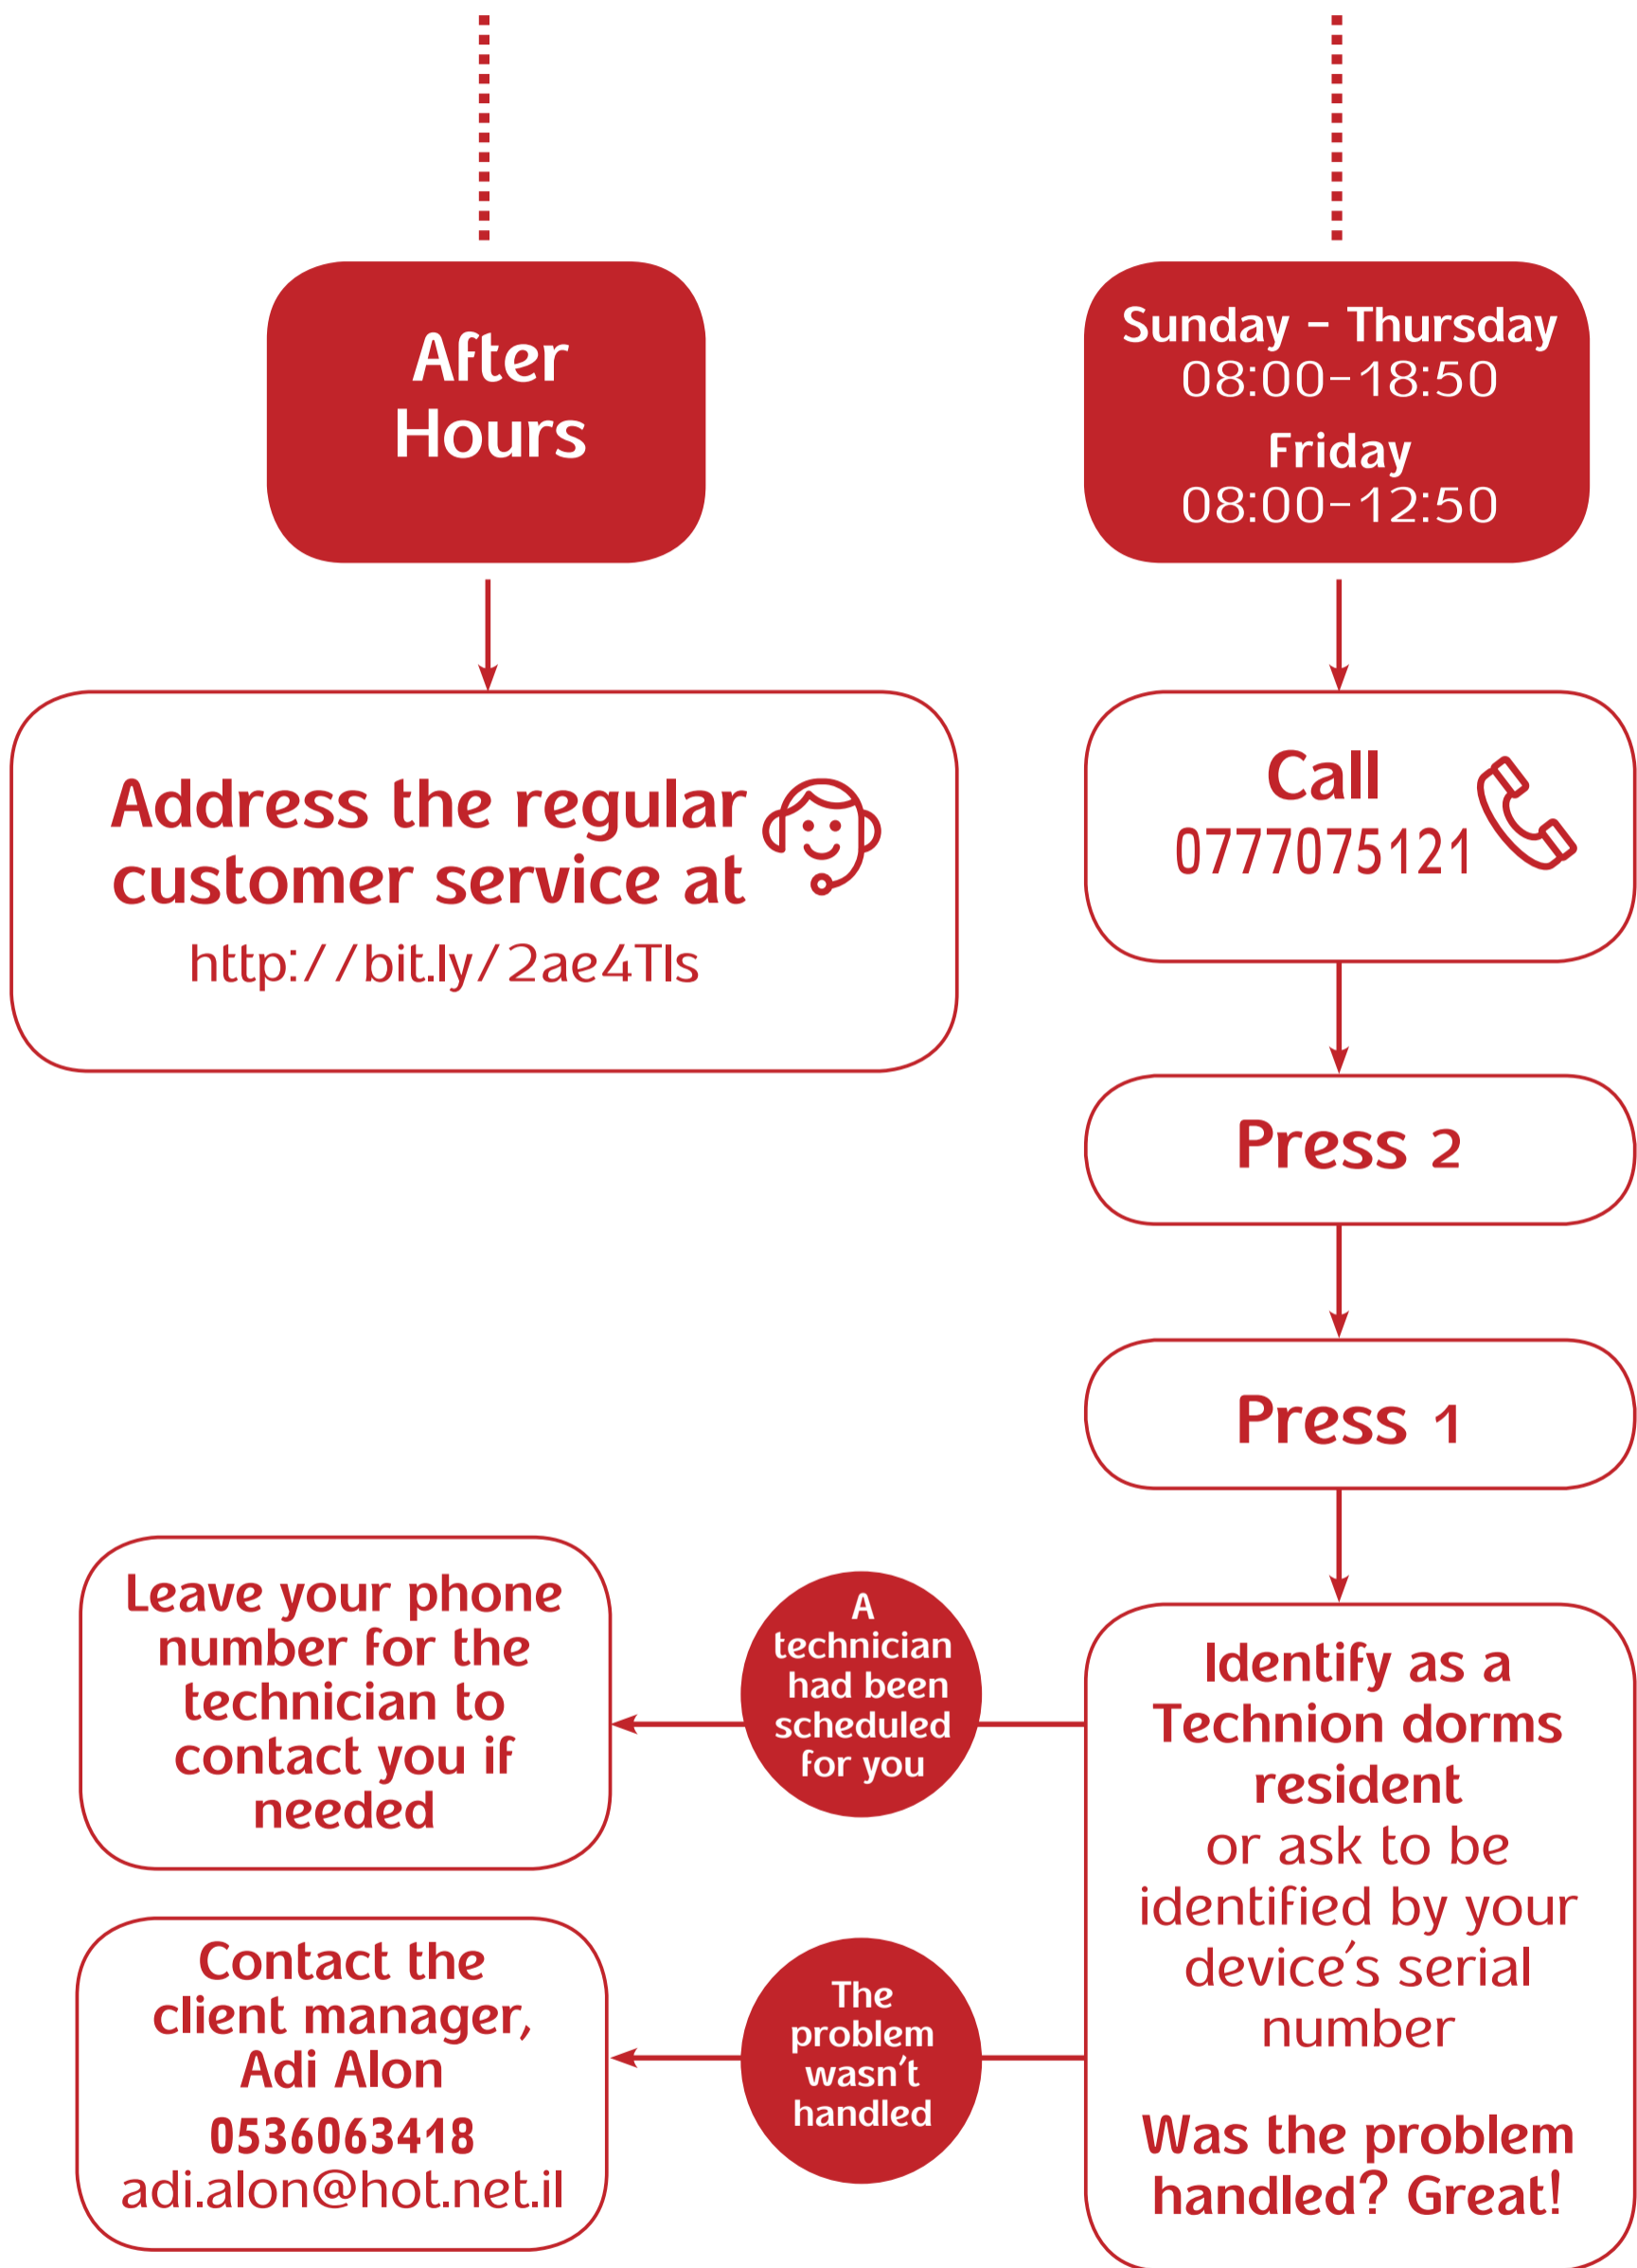 After
Hours
Address the regular
customer service at
http://bit.ly/2ae4TIs
Sunday - Thursday
08:00-18:50
Friday
08:00-12:50
Call
0777075121
Press 2
Press 1
Identify as a
Technion dorms
resident
or ask to be
identified by your
device's serial
number
Was the problem
handled? Great!
A
technician
had been
scheduled
for you
Leave your phone
number for the
technician to
contact you if
needed
The
problem
wasn't
handled
Contact the
client manager,
Adi Alon
0536063418
adi.alon@hot.net.il